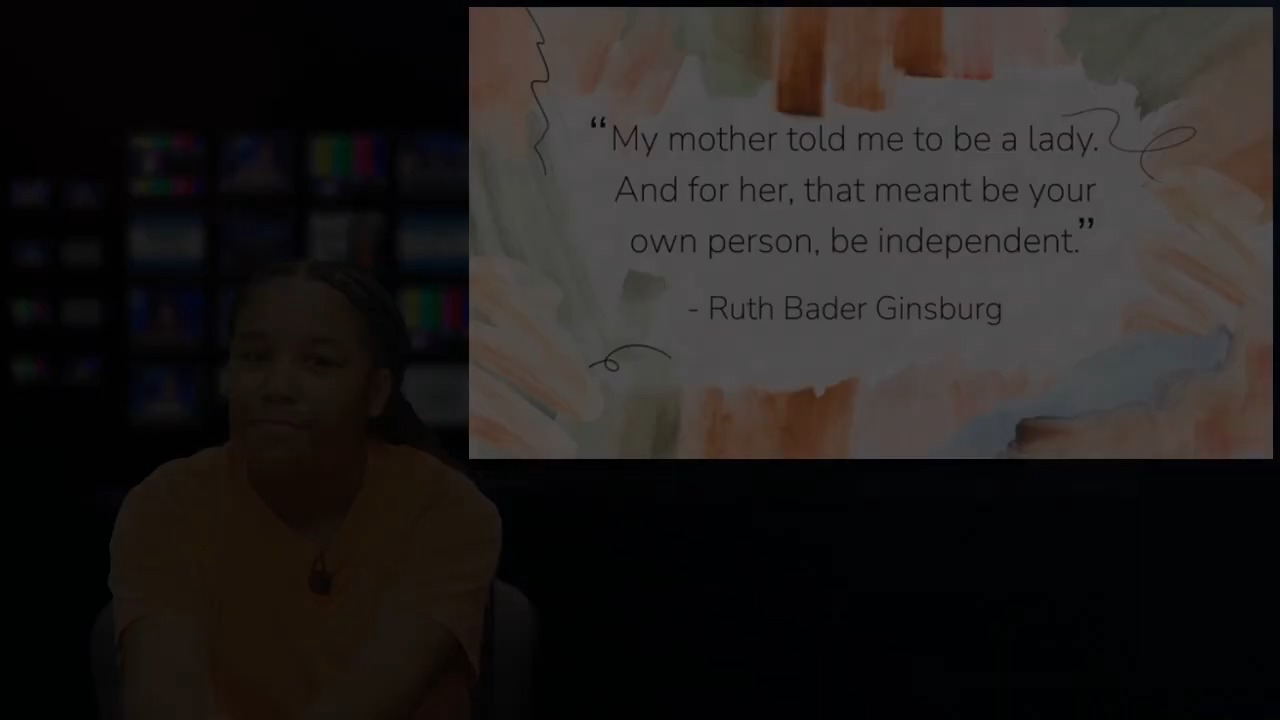 “My mother told me to be a lady.
And for her, that meant be your
own person, be independent.”
- Ruth Bader Ginsburg